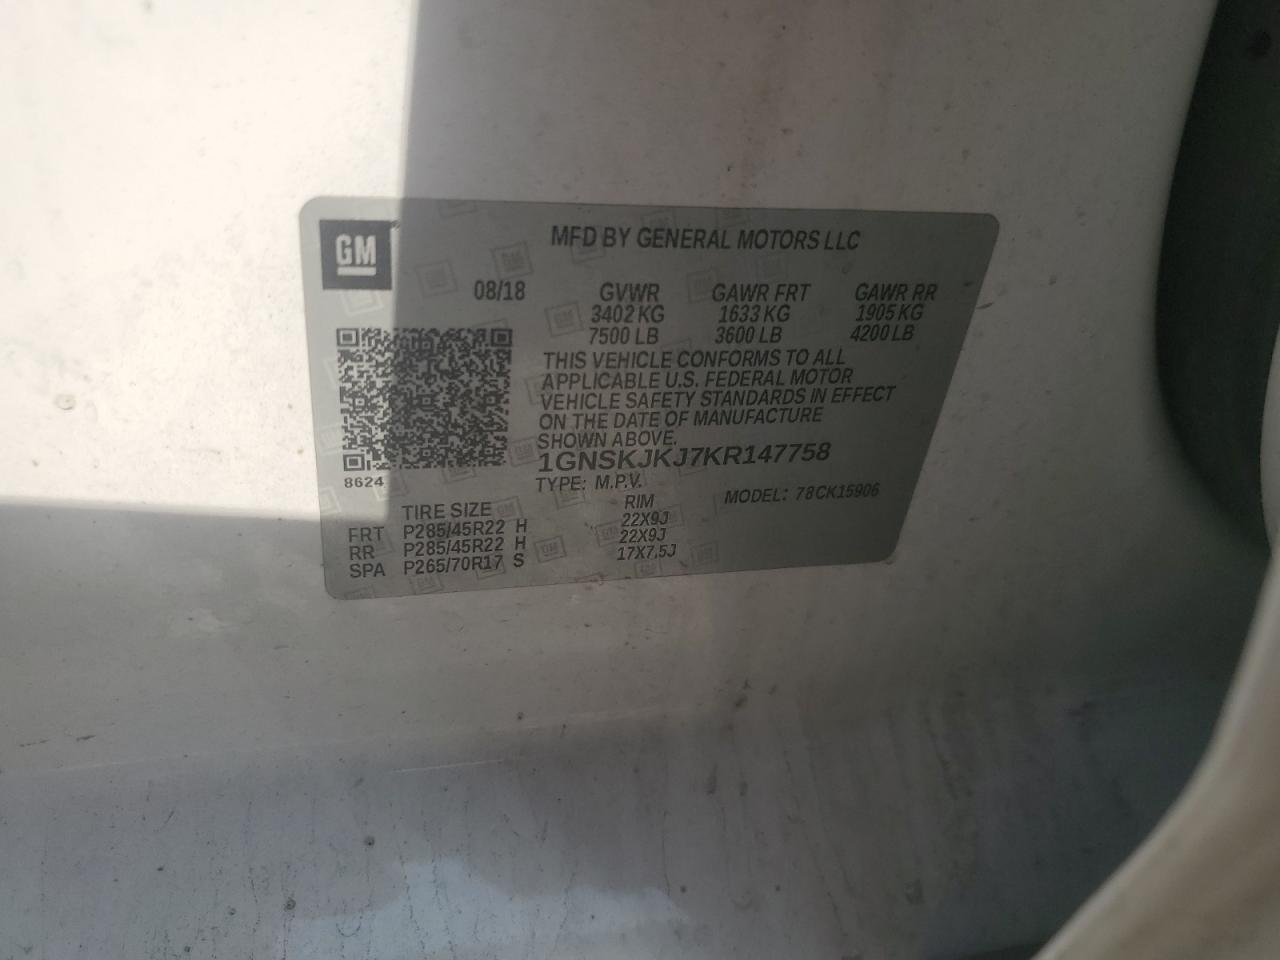 GM
MFD BY GENERAL MOTORS LLC
08/18 GVWR GAWR FRT GAWR RR
3402 KG 1633 KG 1905 KG
7500 LB 3600 LB 4200 LB
THIS VEHICLE CONFORMS TO ALL
APPLICABLE U.S. FEDERAL MOTOR
VEHICLE SAFETY STANDARDS IN EFFECT
ON THE DATE OF MANUFACTURE
SHOWN ABOVE.
1GNSKJKJ7KR147758
8624
TYPE: M.P.V. MODEL: 78CK15906
TIRE SIZE RIM
FRT P285/45R22 H 22X9J
RR P285/45R22 H 22X9J
SPA P265/70R17 S 17X7.5J